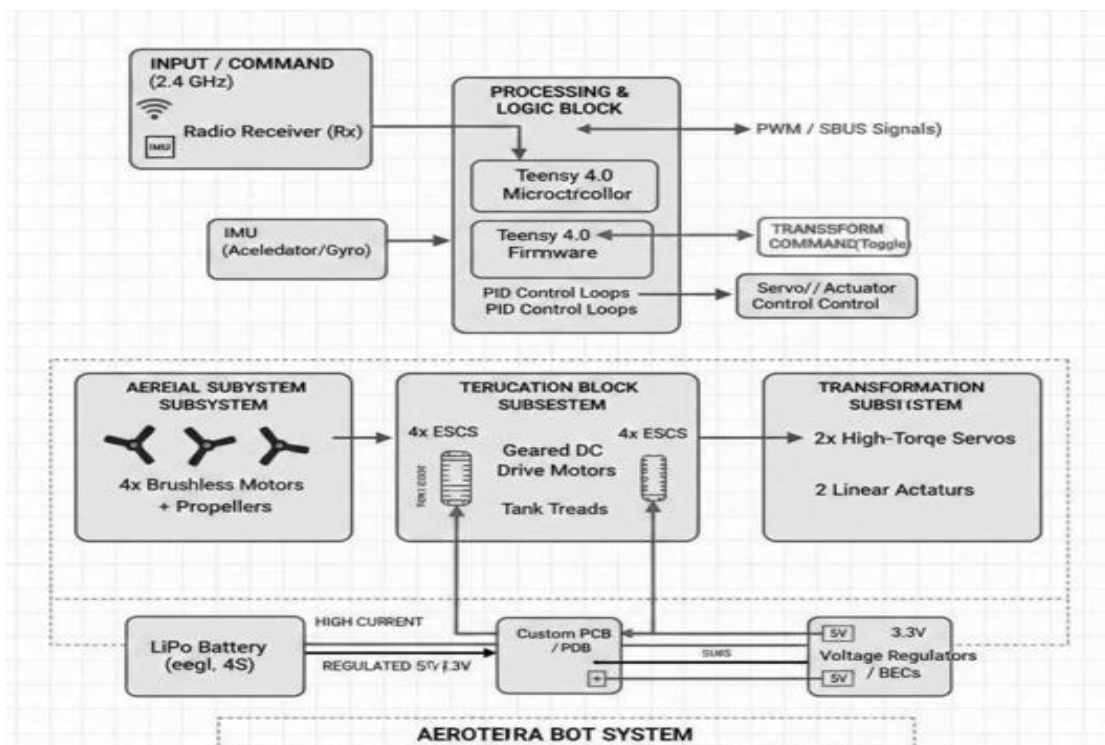 INPUT / COMMAND
(2.4 GHz)
Radio Receiver (Rx)
IMU
PROCESSING &
LOGIC BLOCK
PWM / SBUS Signals)
Teensy 4.0
Microctrcollor
IMU
(Aceledator/Gyro)
Teensy 4.0
Firmware
TRANSSFORM
COMMAND(Toggle)
PID Control Loops
PID Control Loops
Servo// Actuator
Control Control
AEREIAL SUBYSTEM
SUBSYSTEM
4x Brushless Motors
+ Propellers
TERUCATION BLOCK
SUBSESTEM
4x ESCS
4x ESCS
Geared DC
Drive Motors
Tank Treads
TRANSFORMATION
2x High-Torqe Servos
2 Linear Actaturs
LiPo Battery
(eegl, 4S)
HIGH CURRENT
REGULATED
Custom PCB
/ PDB
+
5V
3.3V
Voltage Regulators
/ BECs
5V
AEROTEIRA BOT SYSTEM